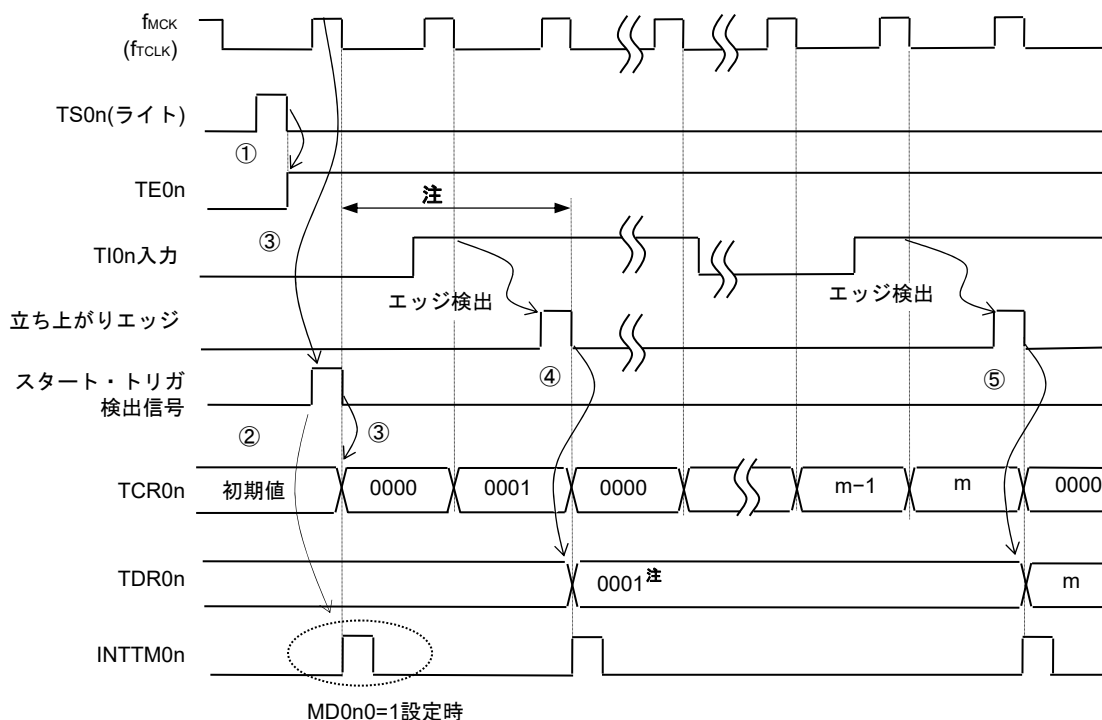 fMCK
(fTCLK)
TS0n(ライト)
①
TE0n
注
③
TI0n入力
エッジ検出
エッジ検出
立ち上がりエッジ
④
⑤
スタート・トリガ
検出信号
②
③
TCR0n
初期値
0000
0001
0000
m−1
m
0000
TDR0n
0001注
m
INTTM0n
MD0n0=1設定時